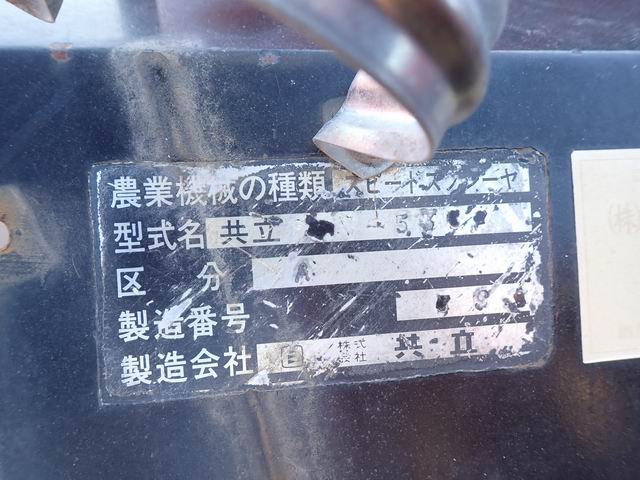 農業機械の種類 スピードスプレーヤ
型式名 共立
区 分
製造番号
製造会社 株式会社 共立